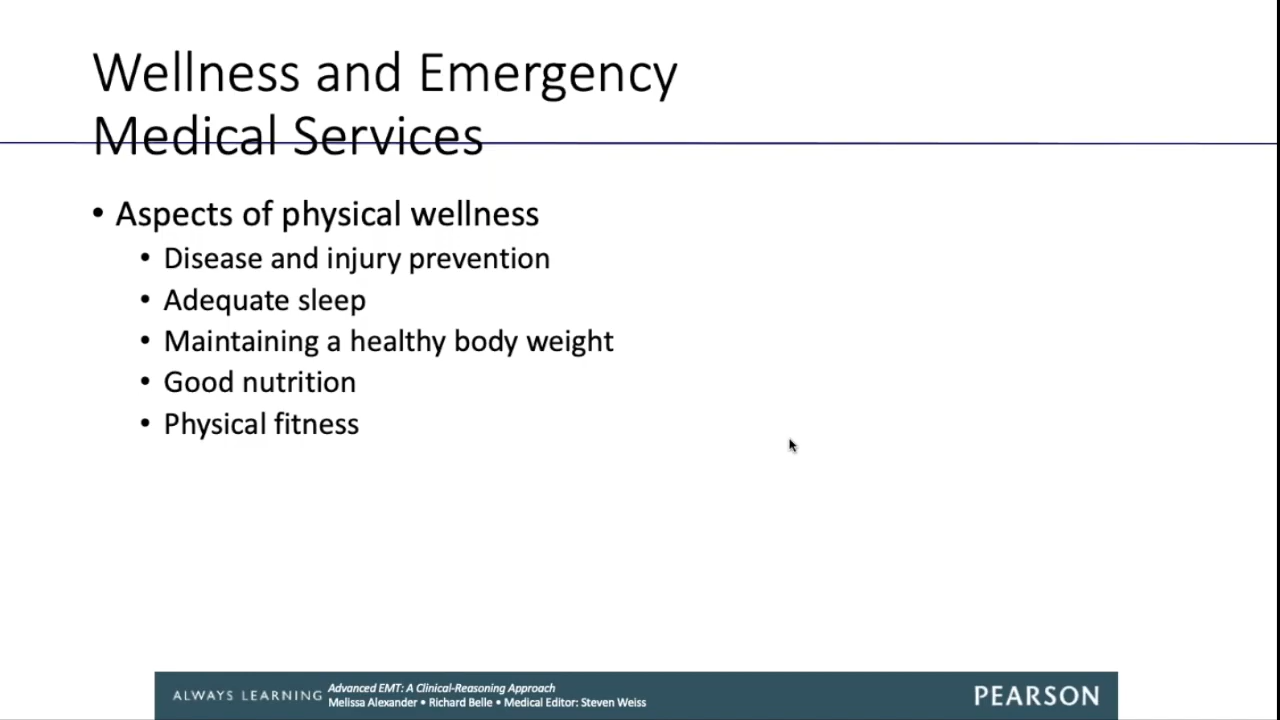 Wellness and Emergency
Medical Services
• Aspects of physical wellness
• Disease and injury prevention
• Adequate sleep
• Maintaining a healthy body weight
• Good nutrition
• Physical fitness
ALWAYS LEARNING
Advanced EMT: A Clinical-Reasoning Approach
Melissa Alexander • Richard Belle • Medical Editor: Steven Weiss
PEARSON